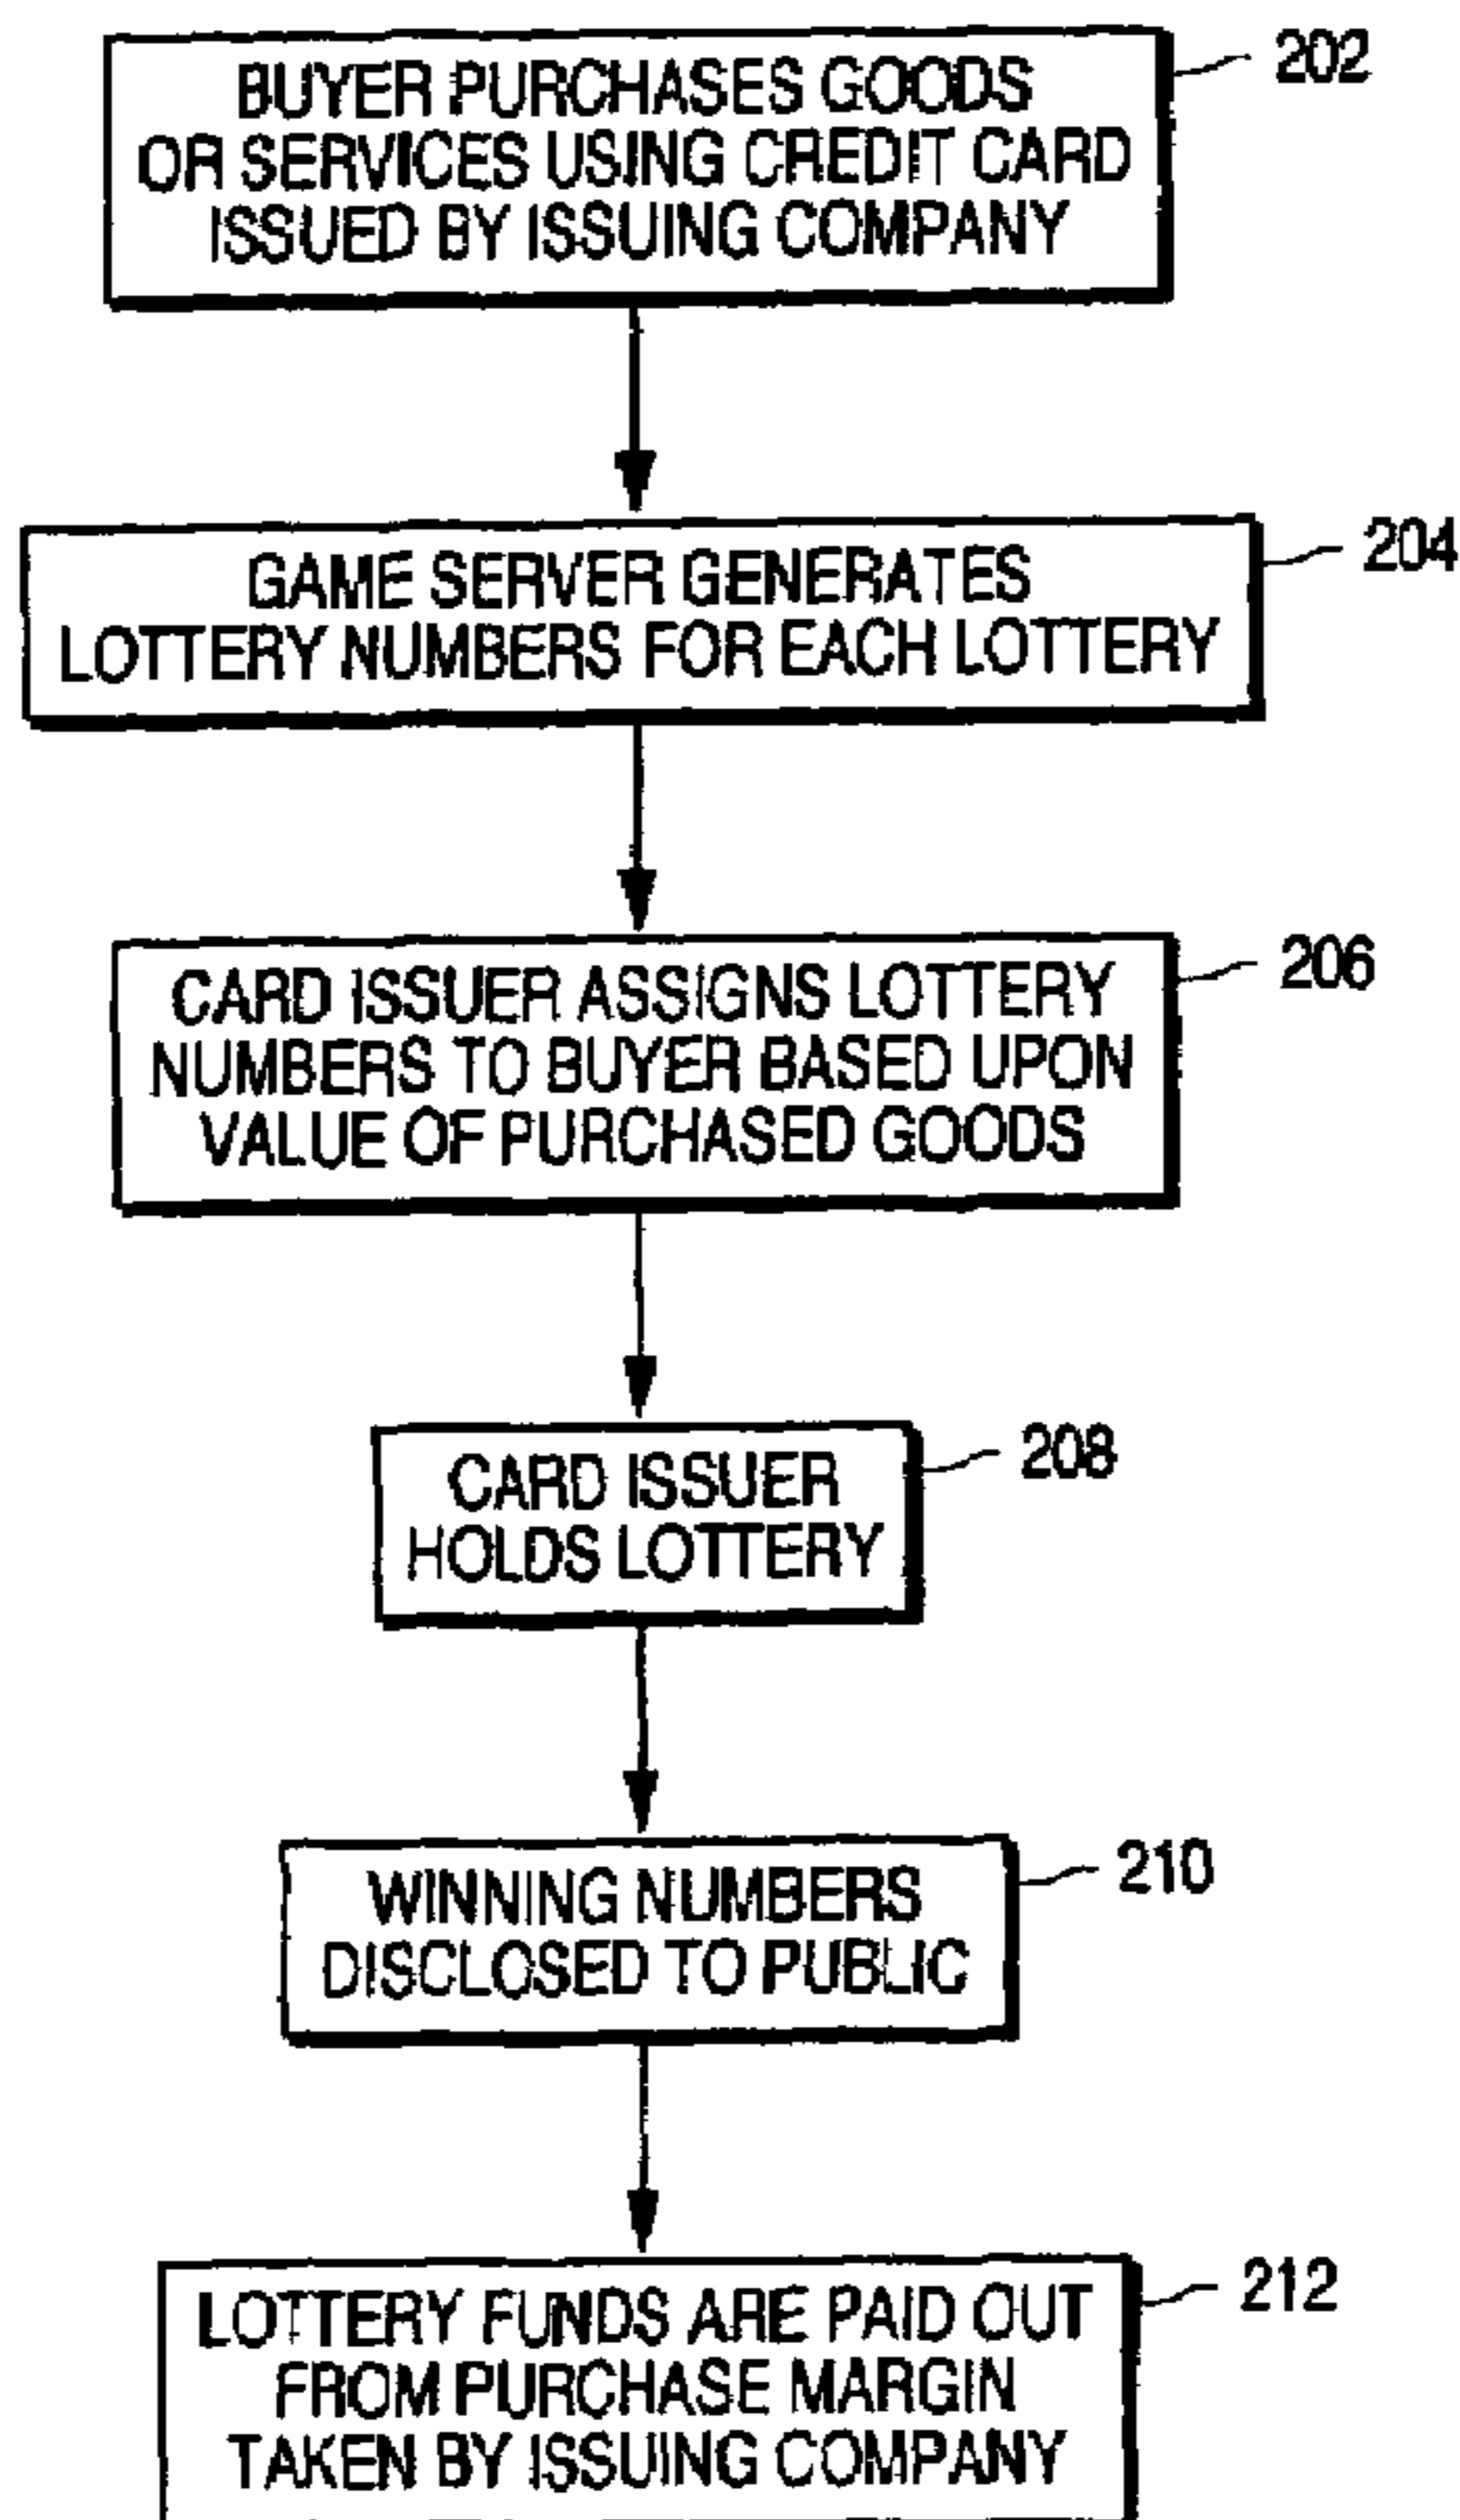 BUYER PURCHASES GOODS
OR SERVICES USING CREDIT CARD
ISSUED BY ISSUING COMPANY
202
GAME SERVER GENERATES
LOTTERY NUMBERS FOR EACH LOTTERY
204
CARD ISSUER ASSIGNS LOTTERY
NUMBERS TO BUYER BASED UPON
VALUE OF PURCHASED GOODS
206
CARD ISSUER
HOLDS LOTTERY
208
WINNING NUMBERS
DISCLOSED TO PUBLIC
210
LOTTERY FUNDS ARE PAID OUT
FROM PURCHASE MARGIN
TAKEN BY ISSUING COMPANY
212